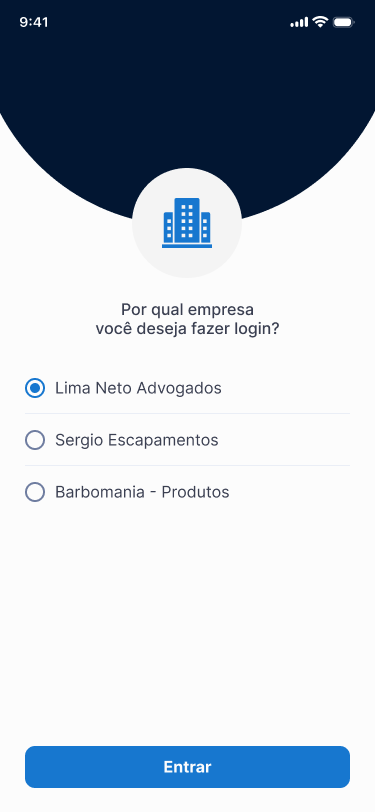 9:41
Por qual empresa
você deseja fazer login?
Lima Neto Advogados
Sergio Escapamentos
Barbomania - Produtos
Entrar